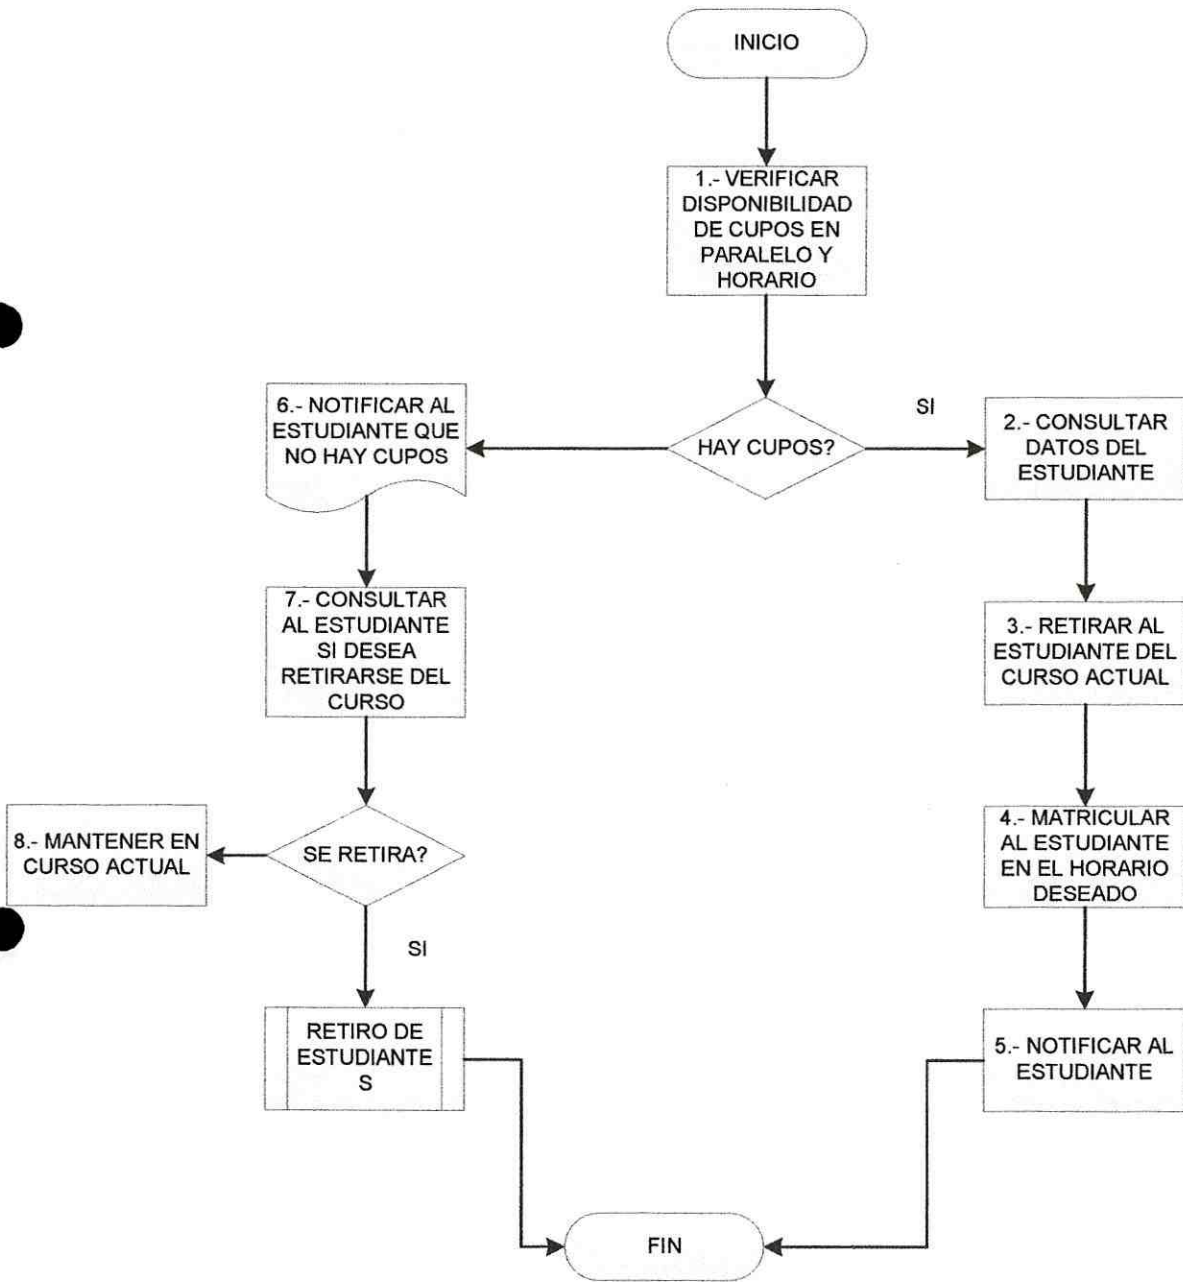 INICIO
1.- VERIFICAR
DISPONIBILIDAD
DE CUPOS EN
PARALELO Y
HORARIO
HAY CUPOS?
SI
2.- CONSULTAR
DATOS DEL
ESTUDIANTE
3.- RETIRAR AL
ESTUDIANTE DEL
CURSO ACTUAL
4.- MATRICULAR
AL ESTUDIANTE
EN EL HORARIO
DESEADO
5.- NOTIFICAR AL
ESTUDIANTE
6.- NOTIFICAR AL
ESTUDIANTE QUE
NO HAY CUPOS
7.- CONSULTAR
AL ESTUDIANTE
SI DESEA
RETIRARSE DEL
CURSO
SE RETIRA?
8.- MANTENER EN
CURSO ACTUAL
SI
RETIRO DE
ESTUDIANTE
S
FIN